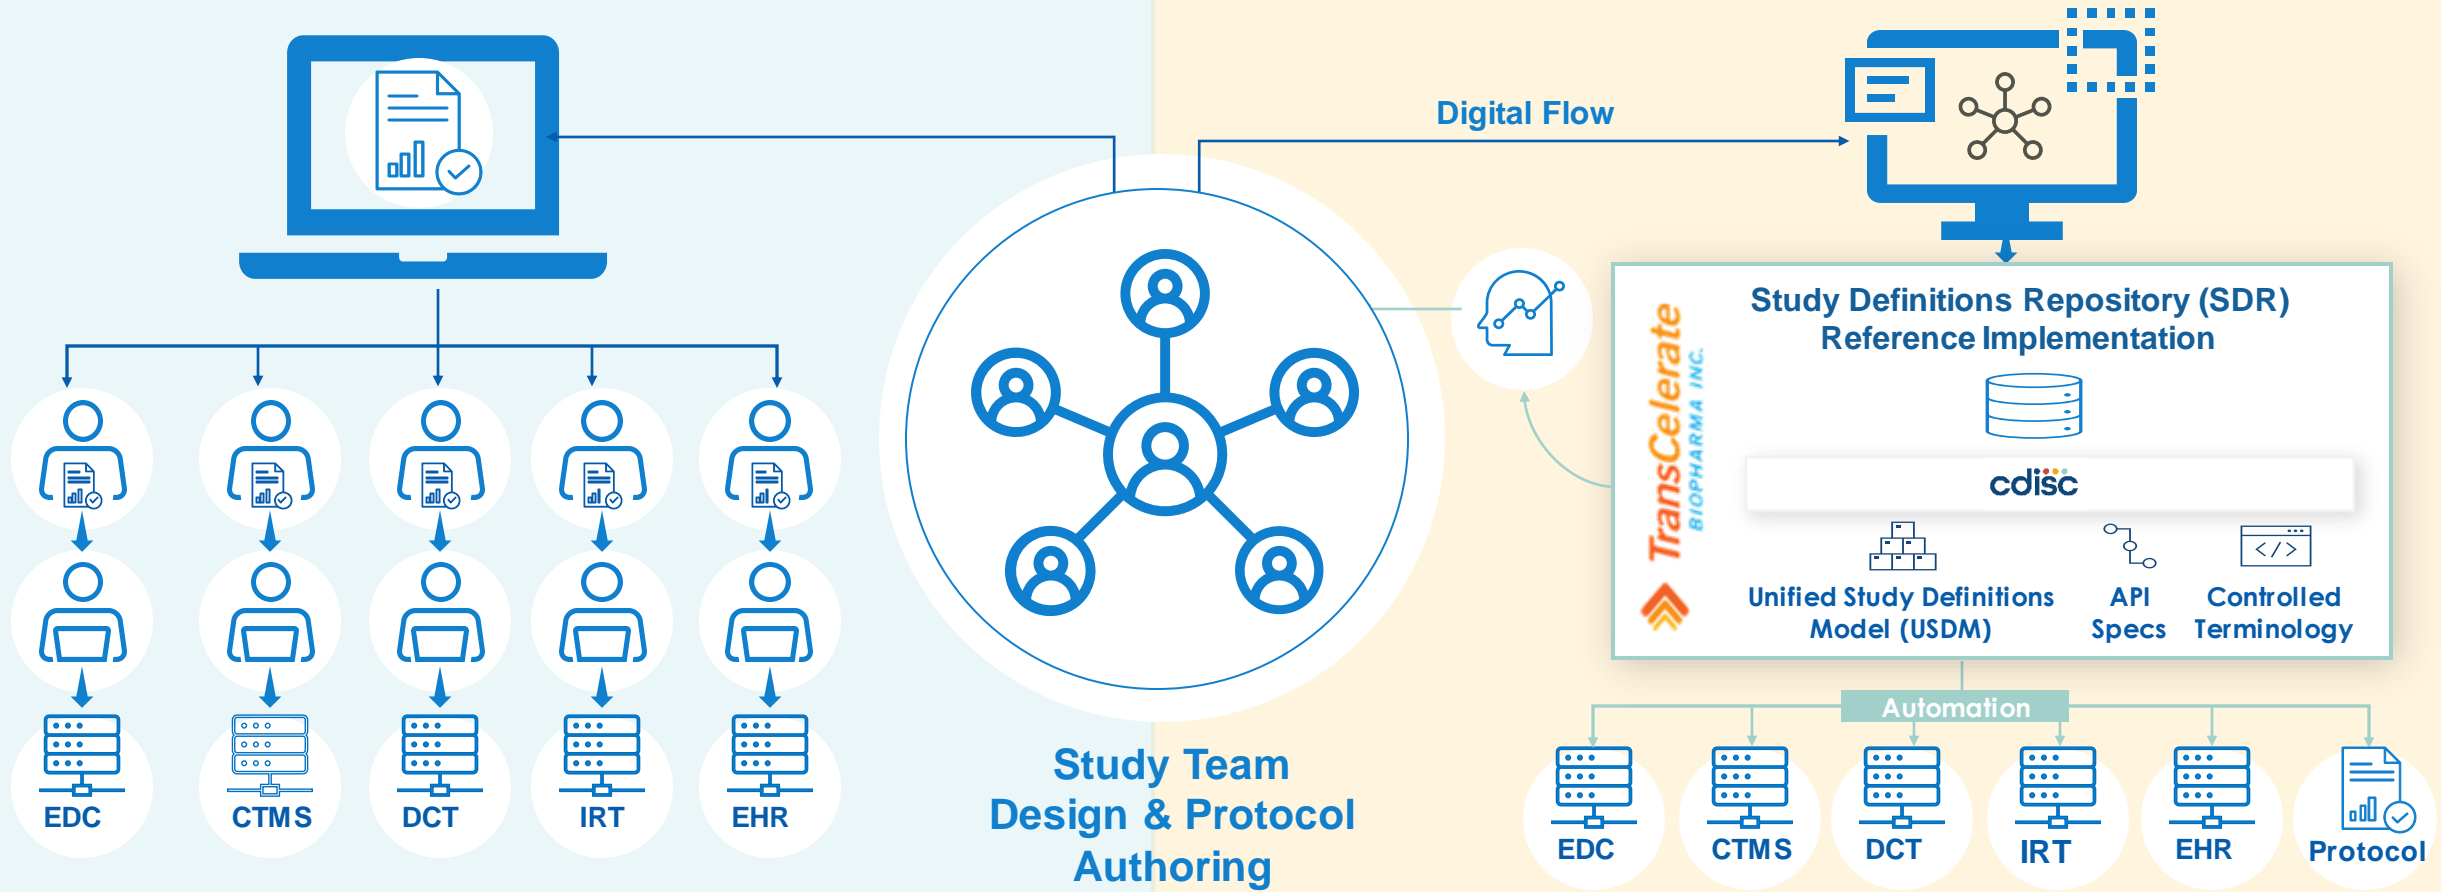 Digital Flow
Study Definitions Repository (SDR)
Reference Implementation
TransCelerate
BIOPHARMA INC.
cdisc
</>
Unified Study Definitions
Model (USDM)
API
Specs
Controlled
Terminology
Automation
EDC
CTMS
DCT
IRT
EHR
Study Team
Design & Protocol
Authoring
EDC
CTMS
DCT
IRT
EHR
Protocol